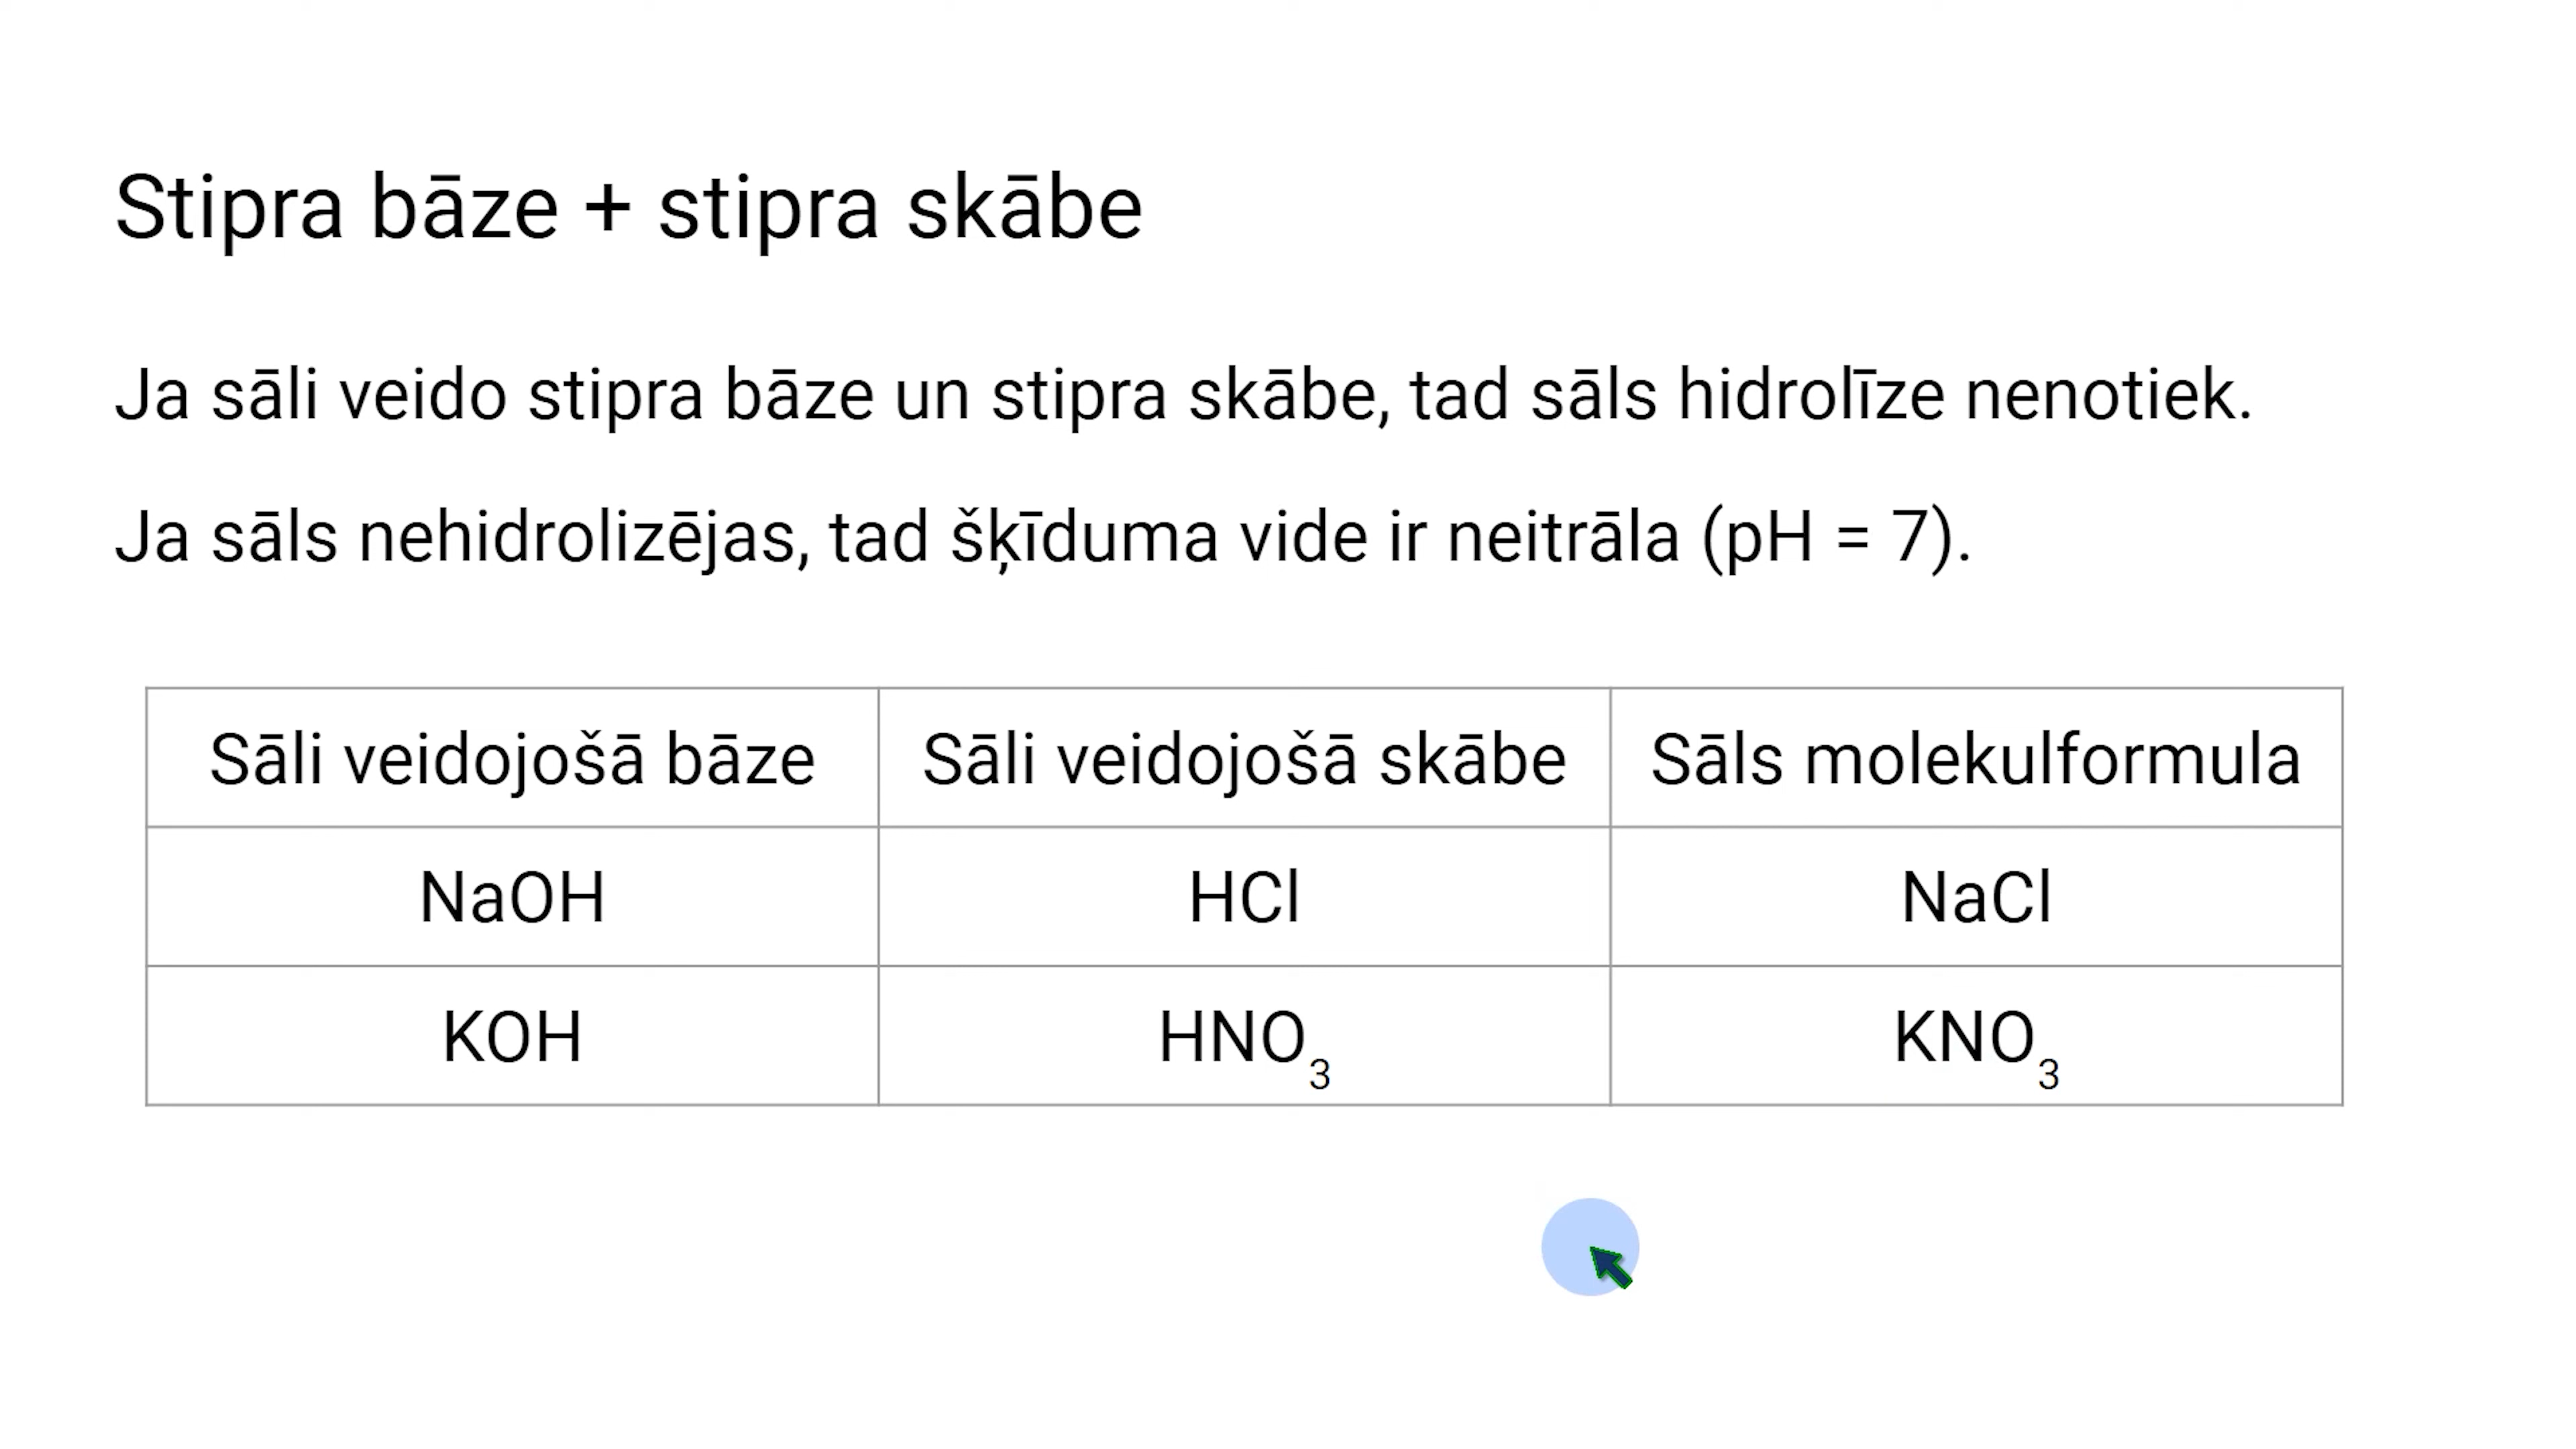 Stipra bāze + stipra skābe
Ja sāli veido stipra bāze un stipra skābe, tad sāls hidrolīze nenotiek.
Ja sāls nehidrolizējas, tad šķīduma vide ir neitrāla (pH = 7).
Sāli veidojošā bāze Sāli veidojošā skābe Sāls molekulformula
NaOH HCl NaCl
KOH HNO₃ KNO₃